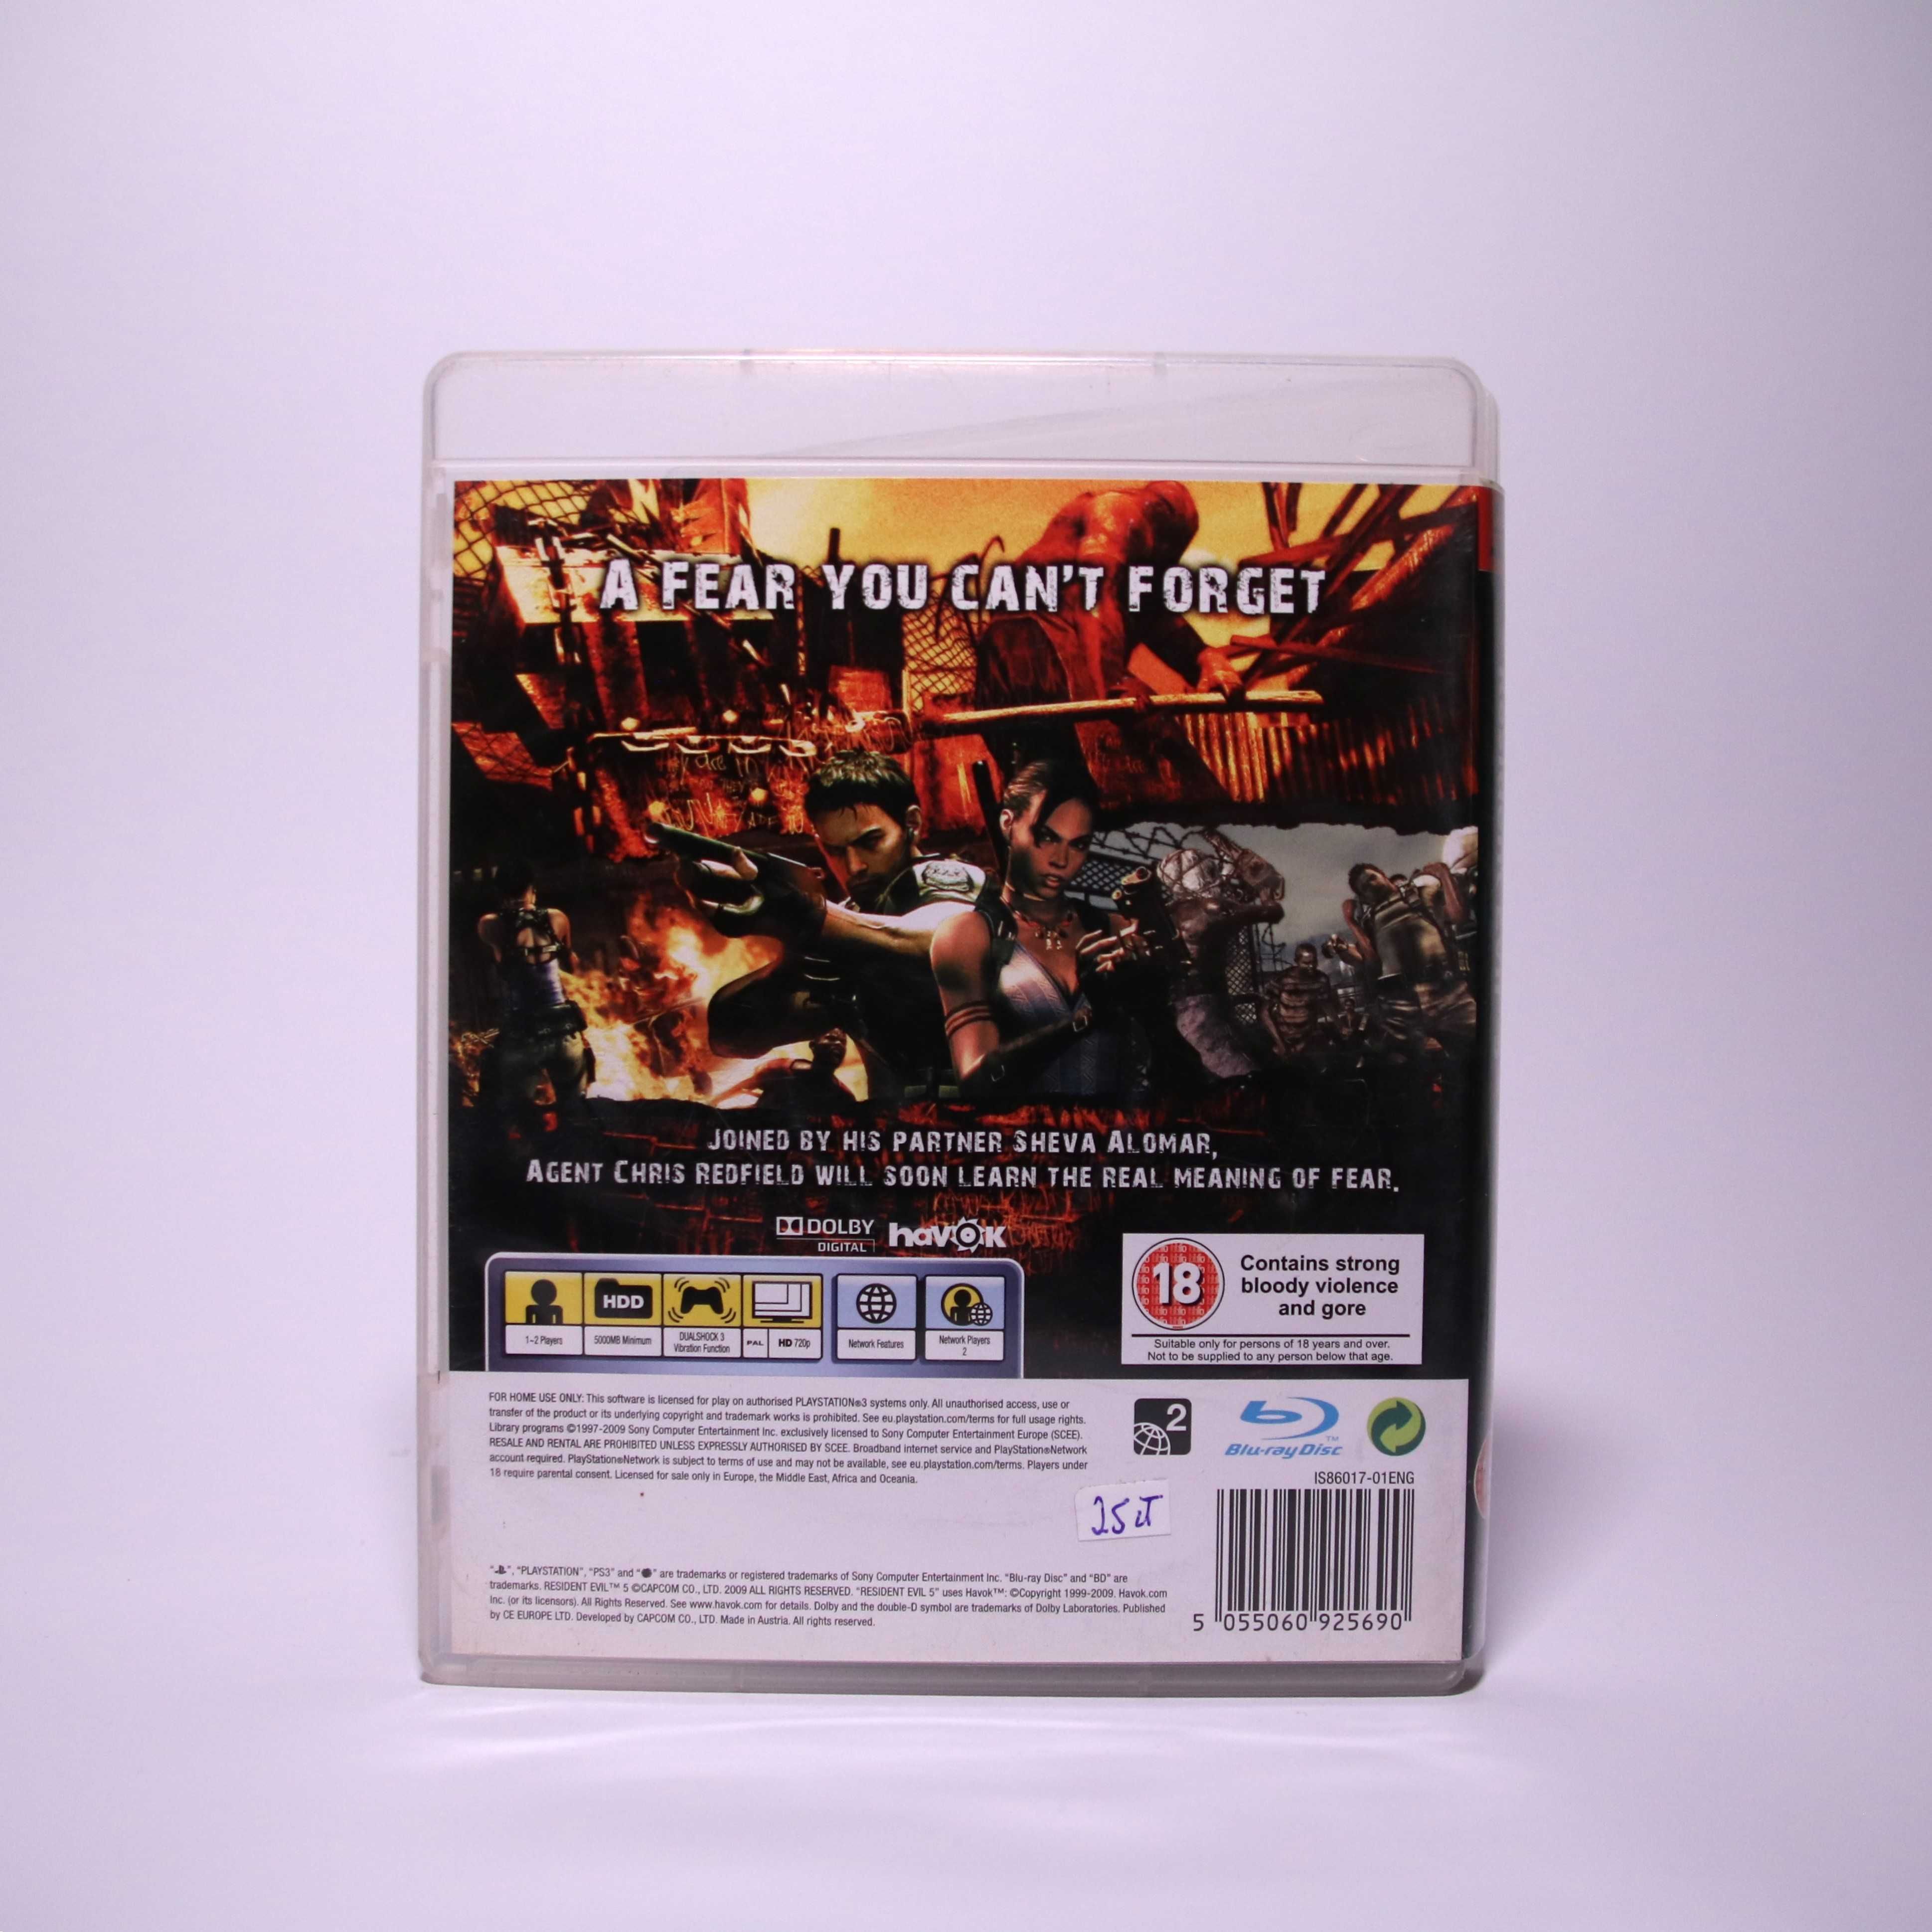 A FEAR YOU CAN'T FORGET
JOINED BY HIS PARTNER SHEVA ALOMAR,
AGENT CHRIS REDFIELD WILL SOON LEARN THE REAL MEANING OF FEAR.
DOLBY
DIGITAL
havok
HDD
1-2 Players
5000MB Minimum
DUALSHOCK 3
Vibration Function
PAL
HD 720p
Network Features
Network Players
2
18
Contains strong
bloody violence
and gore
Suitable only for persons of 18 years and over.
Not to be supplied to any person below that age.
FOR HOME USE ONLY: This software is licensed for play on authorised PLAYSTATION®3 systems only. All unauthorised access, use or
transfer of the product or its underlying copyright and trademark works is prohibited. See eu.playstation.com/terms for full usage rights.
Library programs ©1997-2009 Sony Computer Entertainment Inc. exclusively licensed to Sony Computer Entertainment Europe (SCEE).
RESALE AND RENTAL ARE PROHIBITED UNLESS EXPRESSLY AUTHORISED BY SCEE. Broadband internet service and PlayStation®Network
account required. PlayStation®Network is subject to terms of use and may not be available, see eu.playstation.com/terms. Players under
18 require parental consent. Licensed for sale only in Europe, the Middle East, Africa and Oceania.
2
Blu-ray Disc
TM
IS86017-01ENG
"", "PLAYSTATION", "PS3" and "" are trademarks or registered trademarks of Sony Computer Entertainment Inc. "Blu-ray Disc" and "BD" are
trademarks. RESIDENT EVIL™ 5 ©CAPCOM CO., LTD. 2009 ALL RIGHTS RESERVED. "RESIDENT EVIL 5" uses Havok™: ©Copyright 1999-2009. Havok.com
Inc. (or its licensors). All Rights Reserved. See www.havok.com for details. Dolby and the double-D symbol are trademarks of Dolby Laboratories. Published
by CE EUROPE LTD. Developed by CAPCOM CO., LTD. Made in Austria. All rights reserved.
5 055060 925690